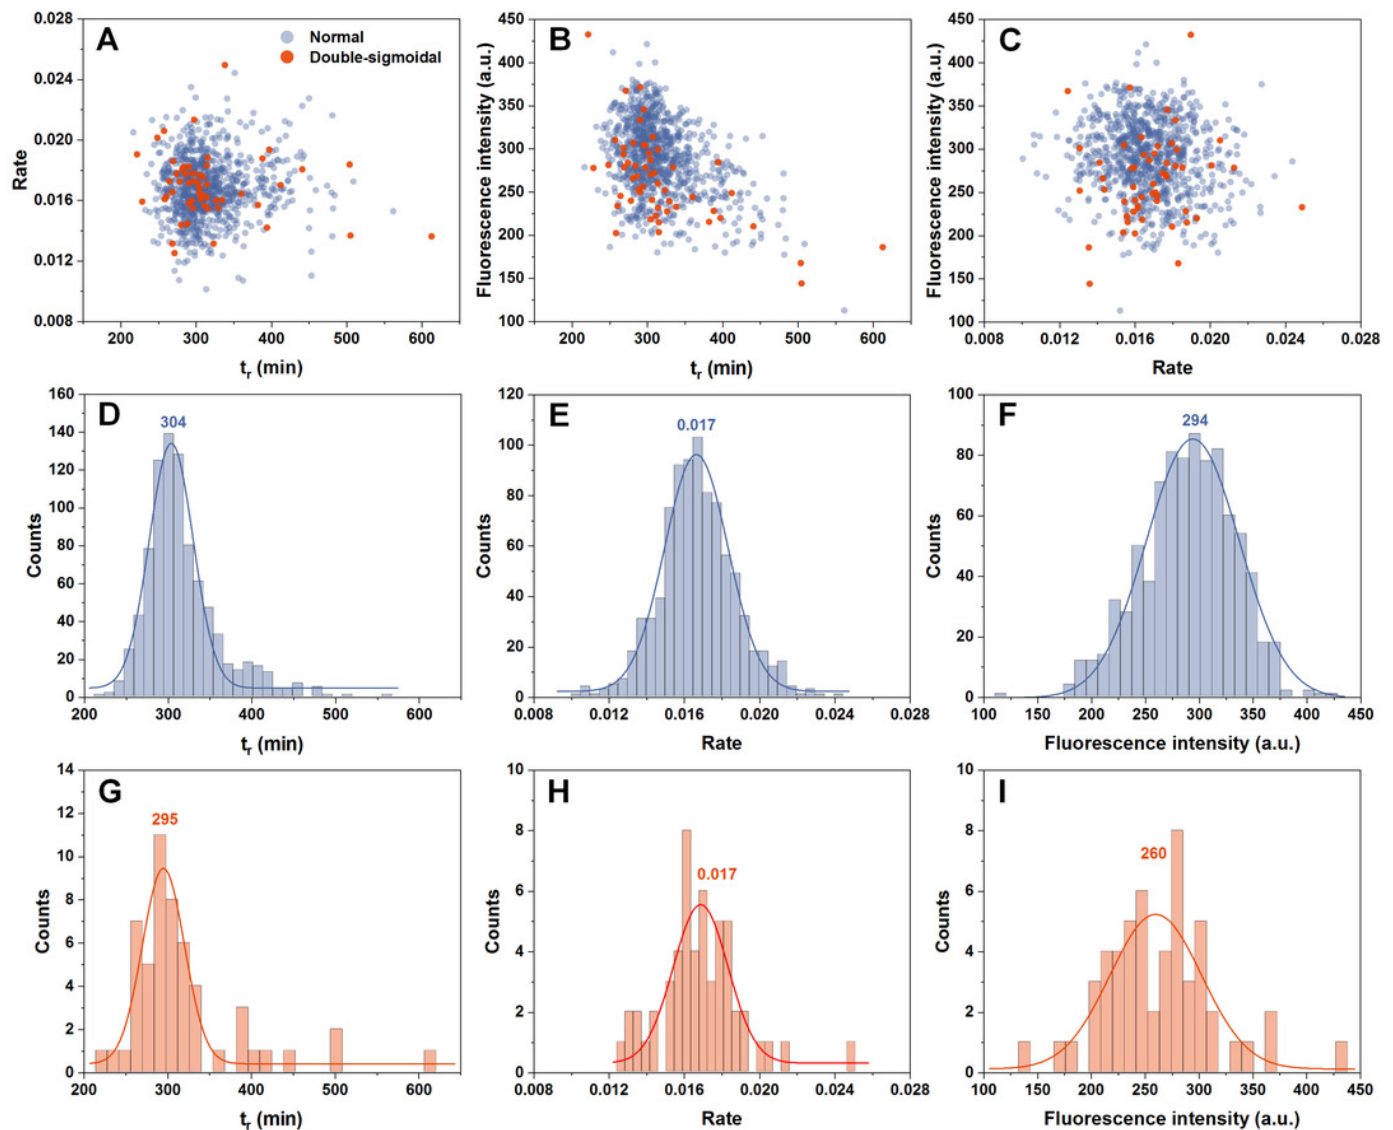 A
Normal
Double-sigmoidal
Rate
0.028
0.024
0.020
0.016
0.012
0.008
200 300 400 500 600
tr (min)
B
Fluorescence intensity (a.u.)
450
400
350
300
250
200
150
100
200 300 400 500 600
tr (min)
C
Fluorescence intensity (a.u.)
450
400
350
300
250
200
150
100
0.008 0.012 0.016 0.020 0.024 0.028
Rate
D
304
Counts
160
140
120
100
80
60
40
20
0
200 300 400 500 600
tr (min)
E
0.017
Counts
120
100
80
60
40
20
0
0.008 0.012 0.016 0.020 0.024 0.028
Rate
F
294
Counts
100
80
60
40
20
0
100 150 200 250 300 350 400 450
Fluorescence intensity (a.u.)
G
295
Counts
14
12
10
8
6
4
2
0
200 300 400 500 600
tr (min)
H
0.017
Counts
10
8
6
4
2
0
0.008 0.012 0.016 0.020 0.024 0.028
Rate
I
260
Counts
10
8
6
4
2
0
100 150 200 250 300 350 400 450
Fluorescence intensity (a.u.)